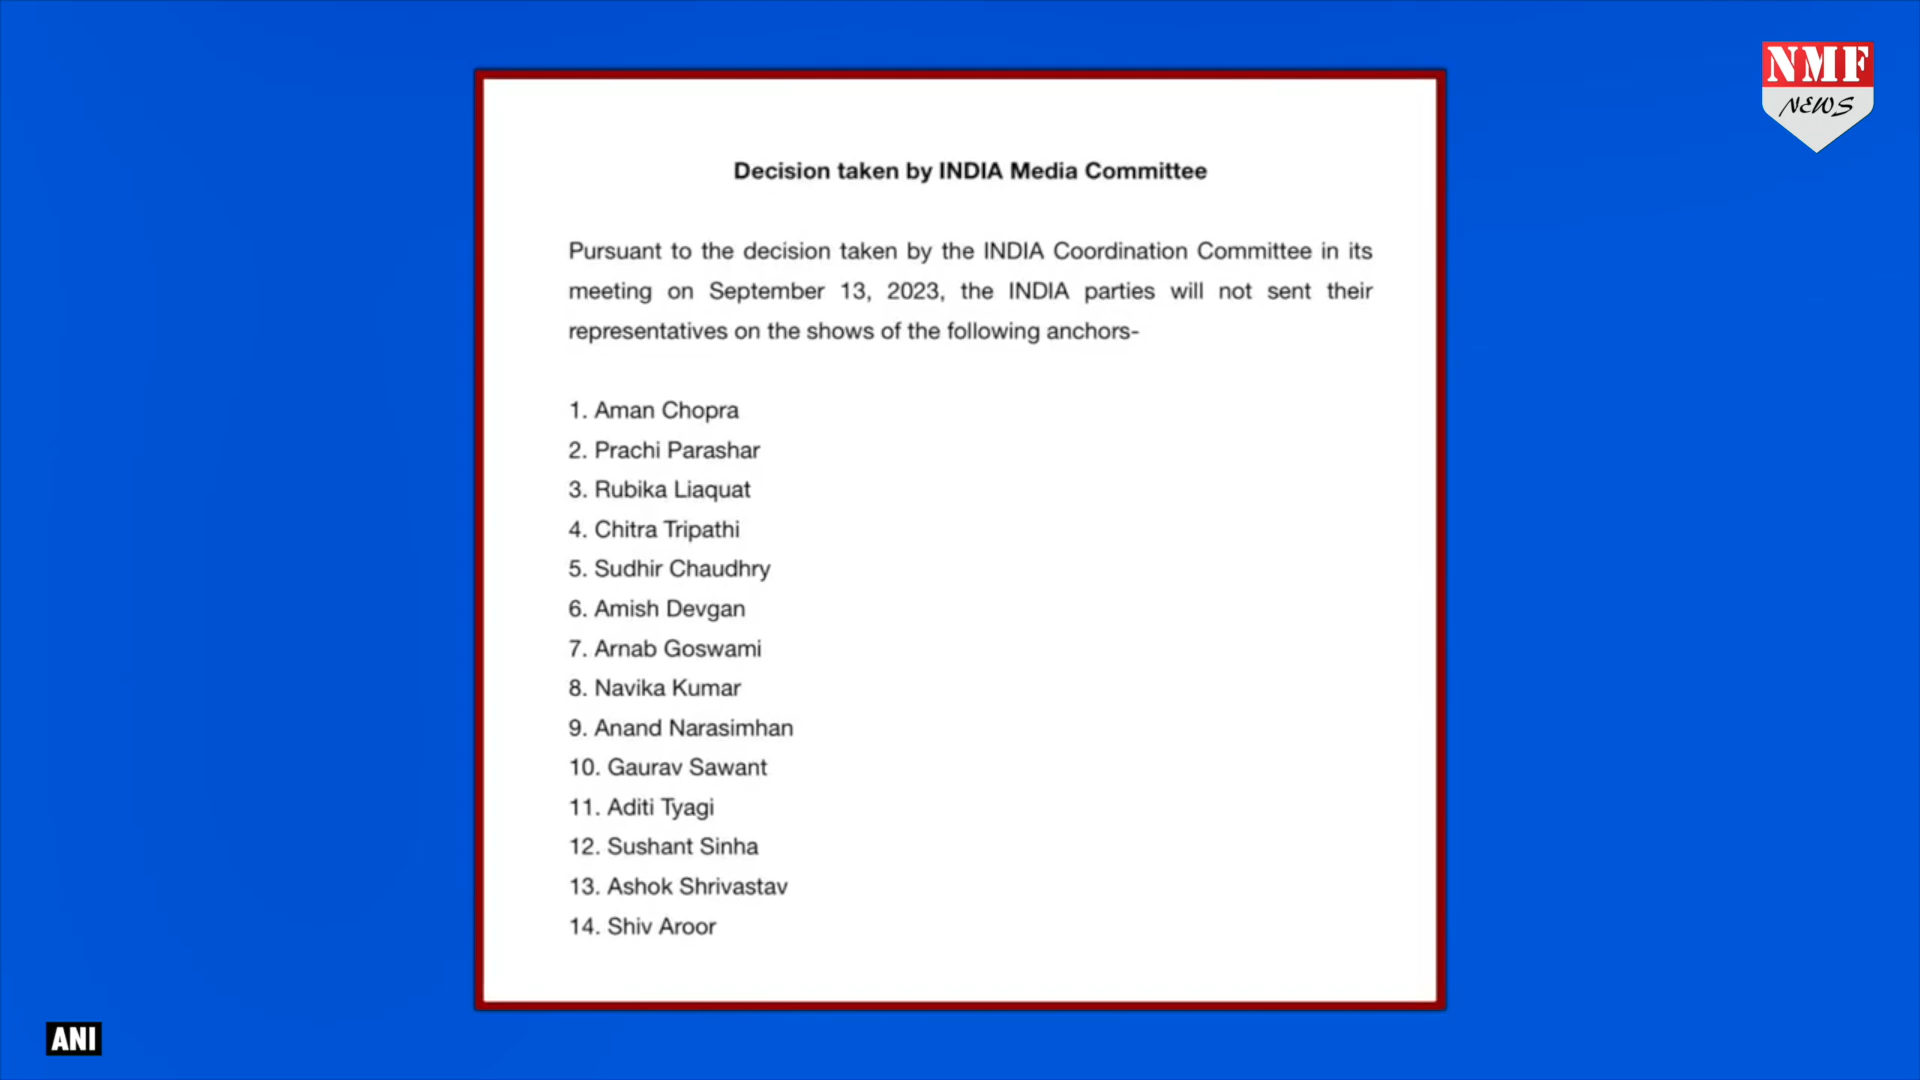 NMF
NEWS
Decision taken by INDIA Media Committee
Pursuant to the decision taken by the INDIA Coordination Committee in its
meeting on September 13, 2023, the INDIA parties will not sent their
representatives on the shows of the following anchors-
1. Aman Chopra
2. Prachi Parashar
3. Rubika Liaquat
4. Chitra Tripathi
5. Sudhir Chaudhry
6. Amish Devgan
7. Arnab Goswami
8. Navika Kumar
9. Anand Narasimhan
10. Gaurav Sawant
11. Aditi Tyagi
12. Sushant Sinha
13. Ashok Shrivastav
14. Shiv Aroor
ANI